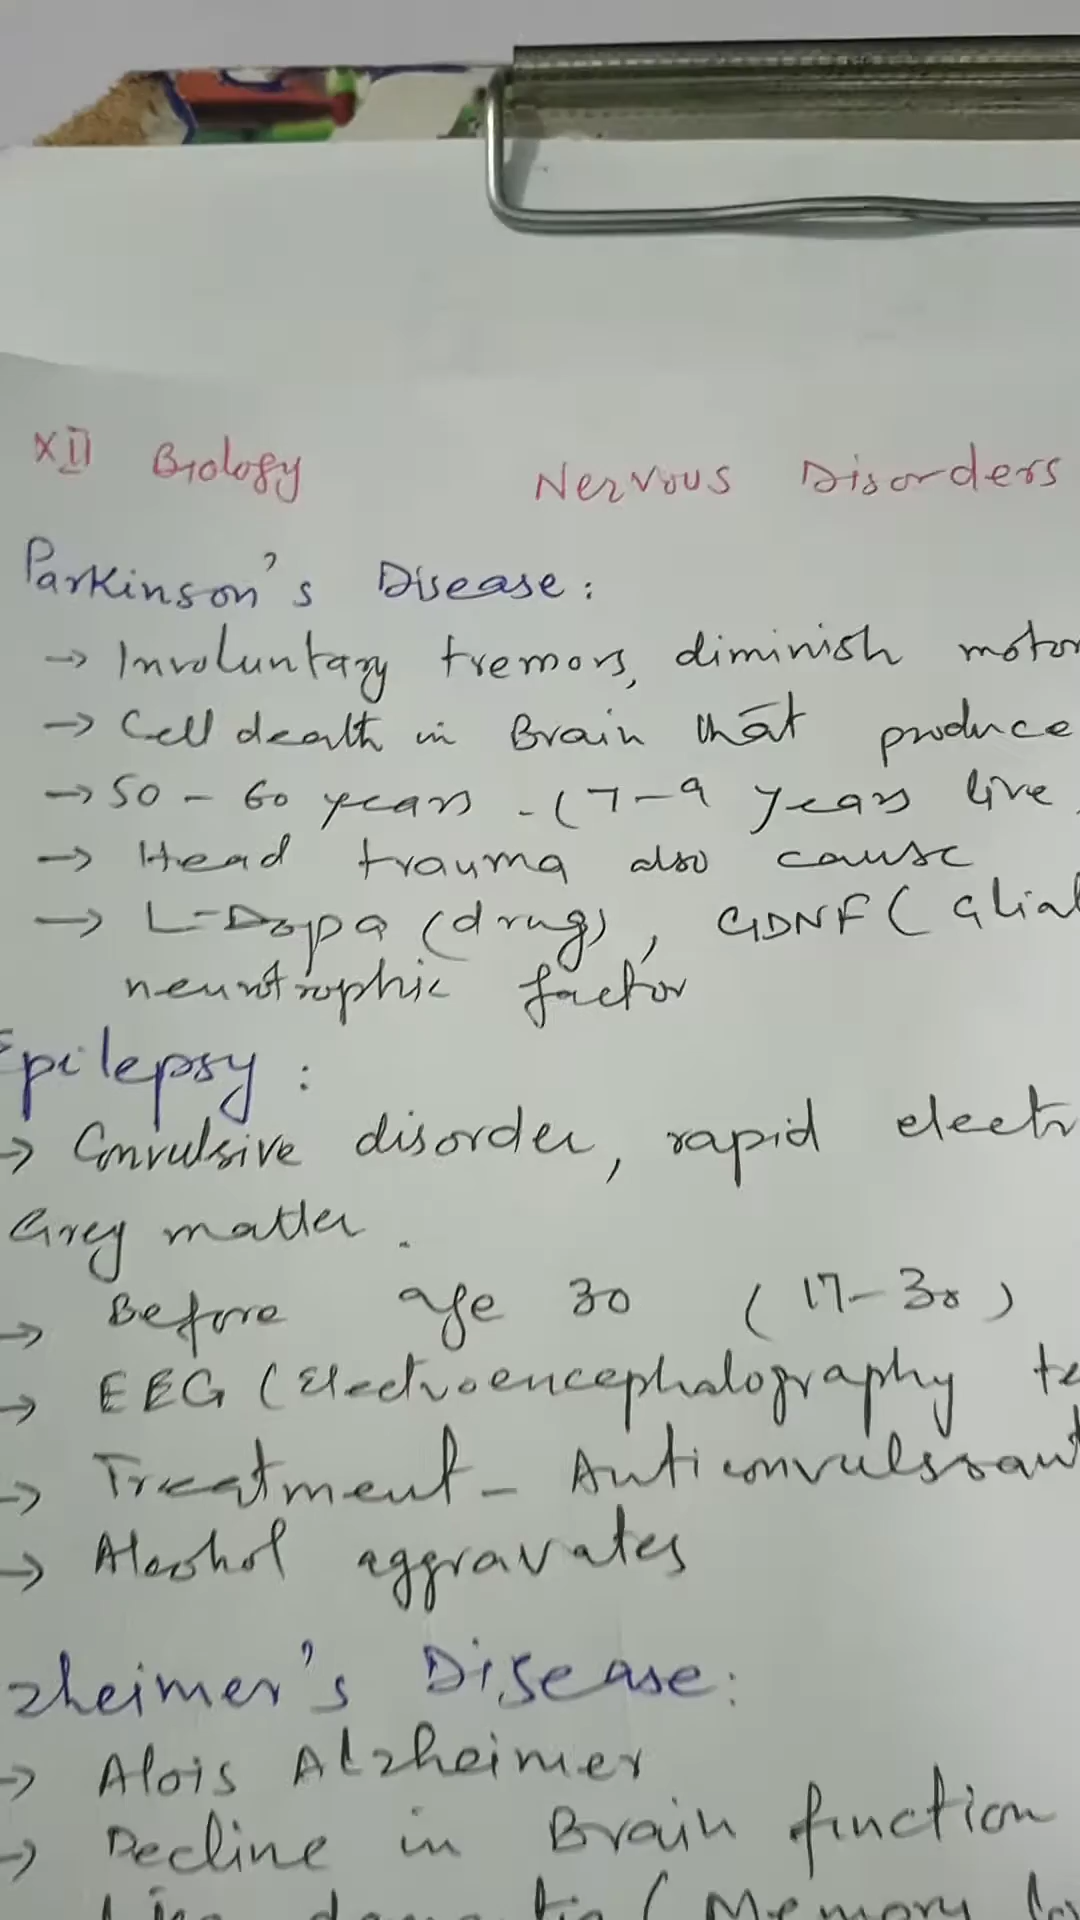 XII Biology Nervous Disorders
Parkinson's Disease:
→ Involuntary tremors, diminish motor
→ Cell death in Brain that produce
→ 50 - 60 years - (7-9 years live
→ Head trauma also cause
→ L-Dopa (drug), GDNF (Glial
neurotrophic factor
Epilepsy:
→ Convulsive disorder, rapid electr
Grey matter.
→ Before age 30 (17-30)
→ EEG (Electroencephalography te
→ Treatment - Anticonvulssant
→ Alcohol aggravates
zheimer's Disease:
→ Alois Alzheimer
→ Decline in Brain function
(Memory